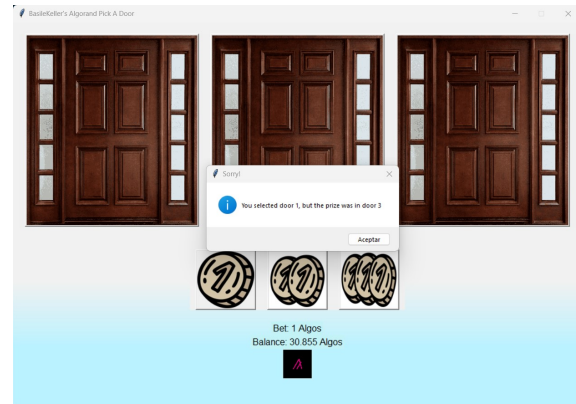 BasileKeller's Algorand Pick A Door
Sorry!
You selected door 1, but the prize was in door 3
Aceptar
Bet: 1 Algos
Balance: 30.855 Algos